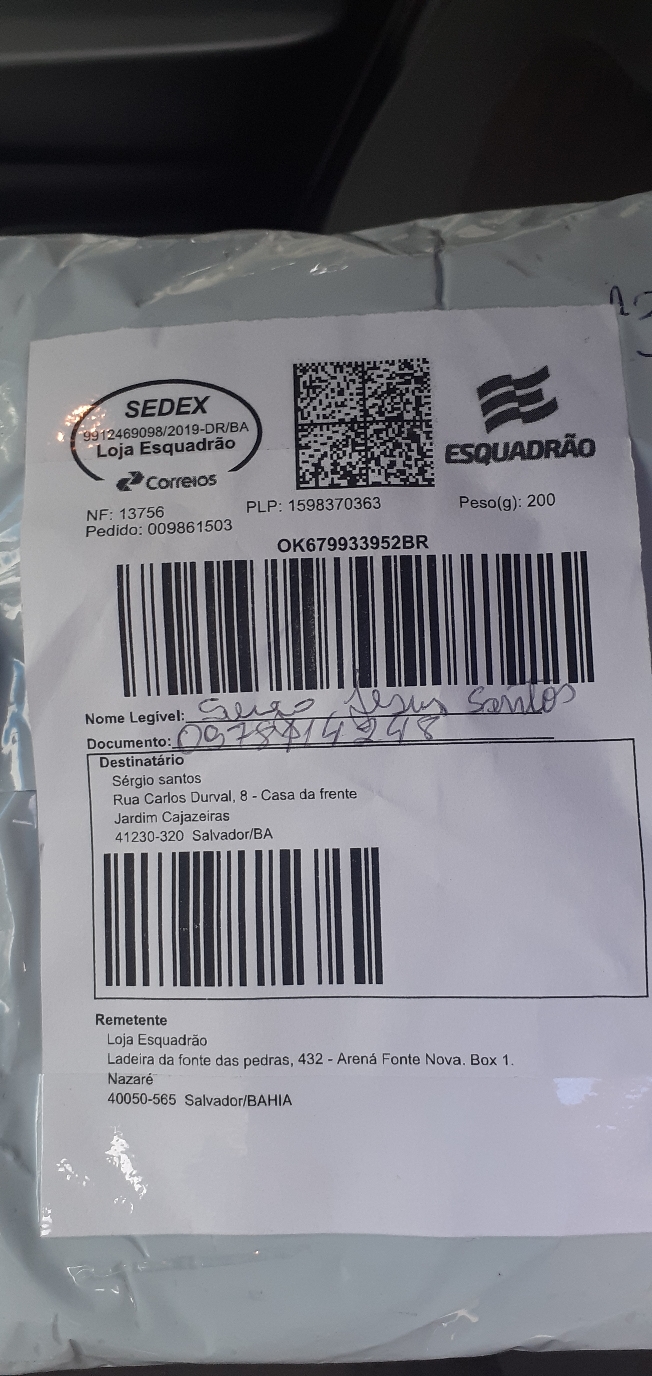 SEDEX
9912469098/2019-DR/BA
Loja Esquadrão
Correios
ESQUADRÃO
NF: 13756
PLP: 1598370363
Peso(g): 200
Pedido: 009861503
OK679933952BR
Nome Legível: Sergio Jesus Santos
Documento:
Destinatário
Sérgio santos
Rua Carlos Durval, 8 - Casa da frente
Jardim Cajazeiras
41230-320 Salvador/BA
Remetente
Loja Esquadrão
Ladeira da fonte das pedras, 432 - Arená Fonte Nova. Box 1.
Nazaré
40050-565 Salvador/BAHIA